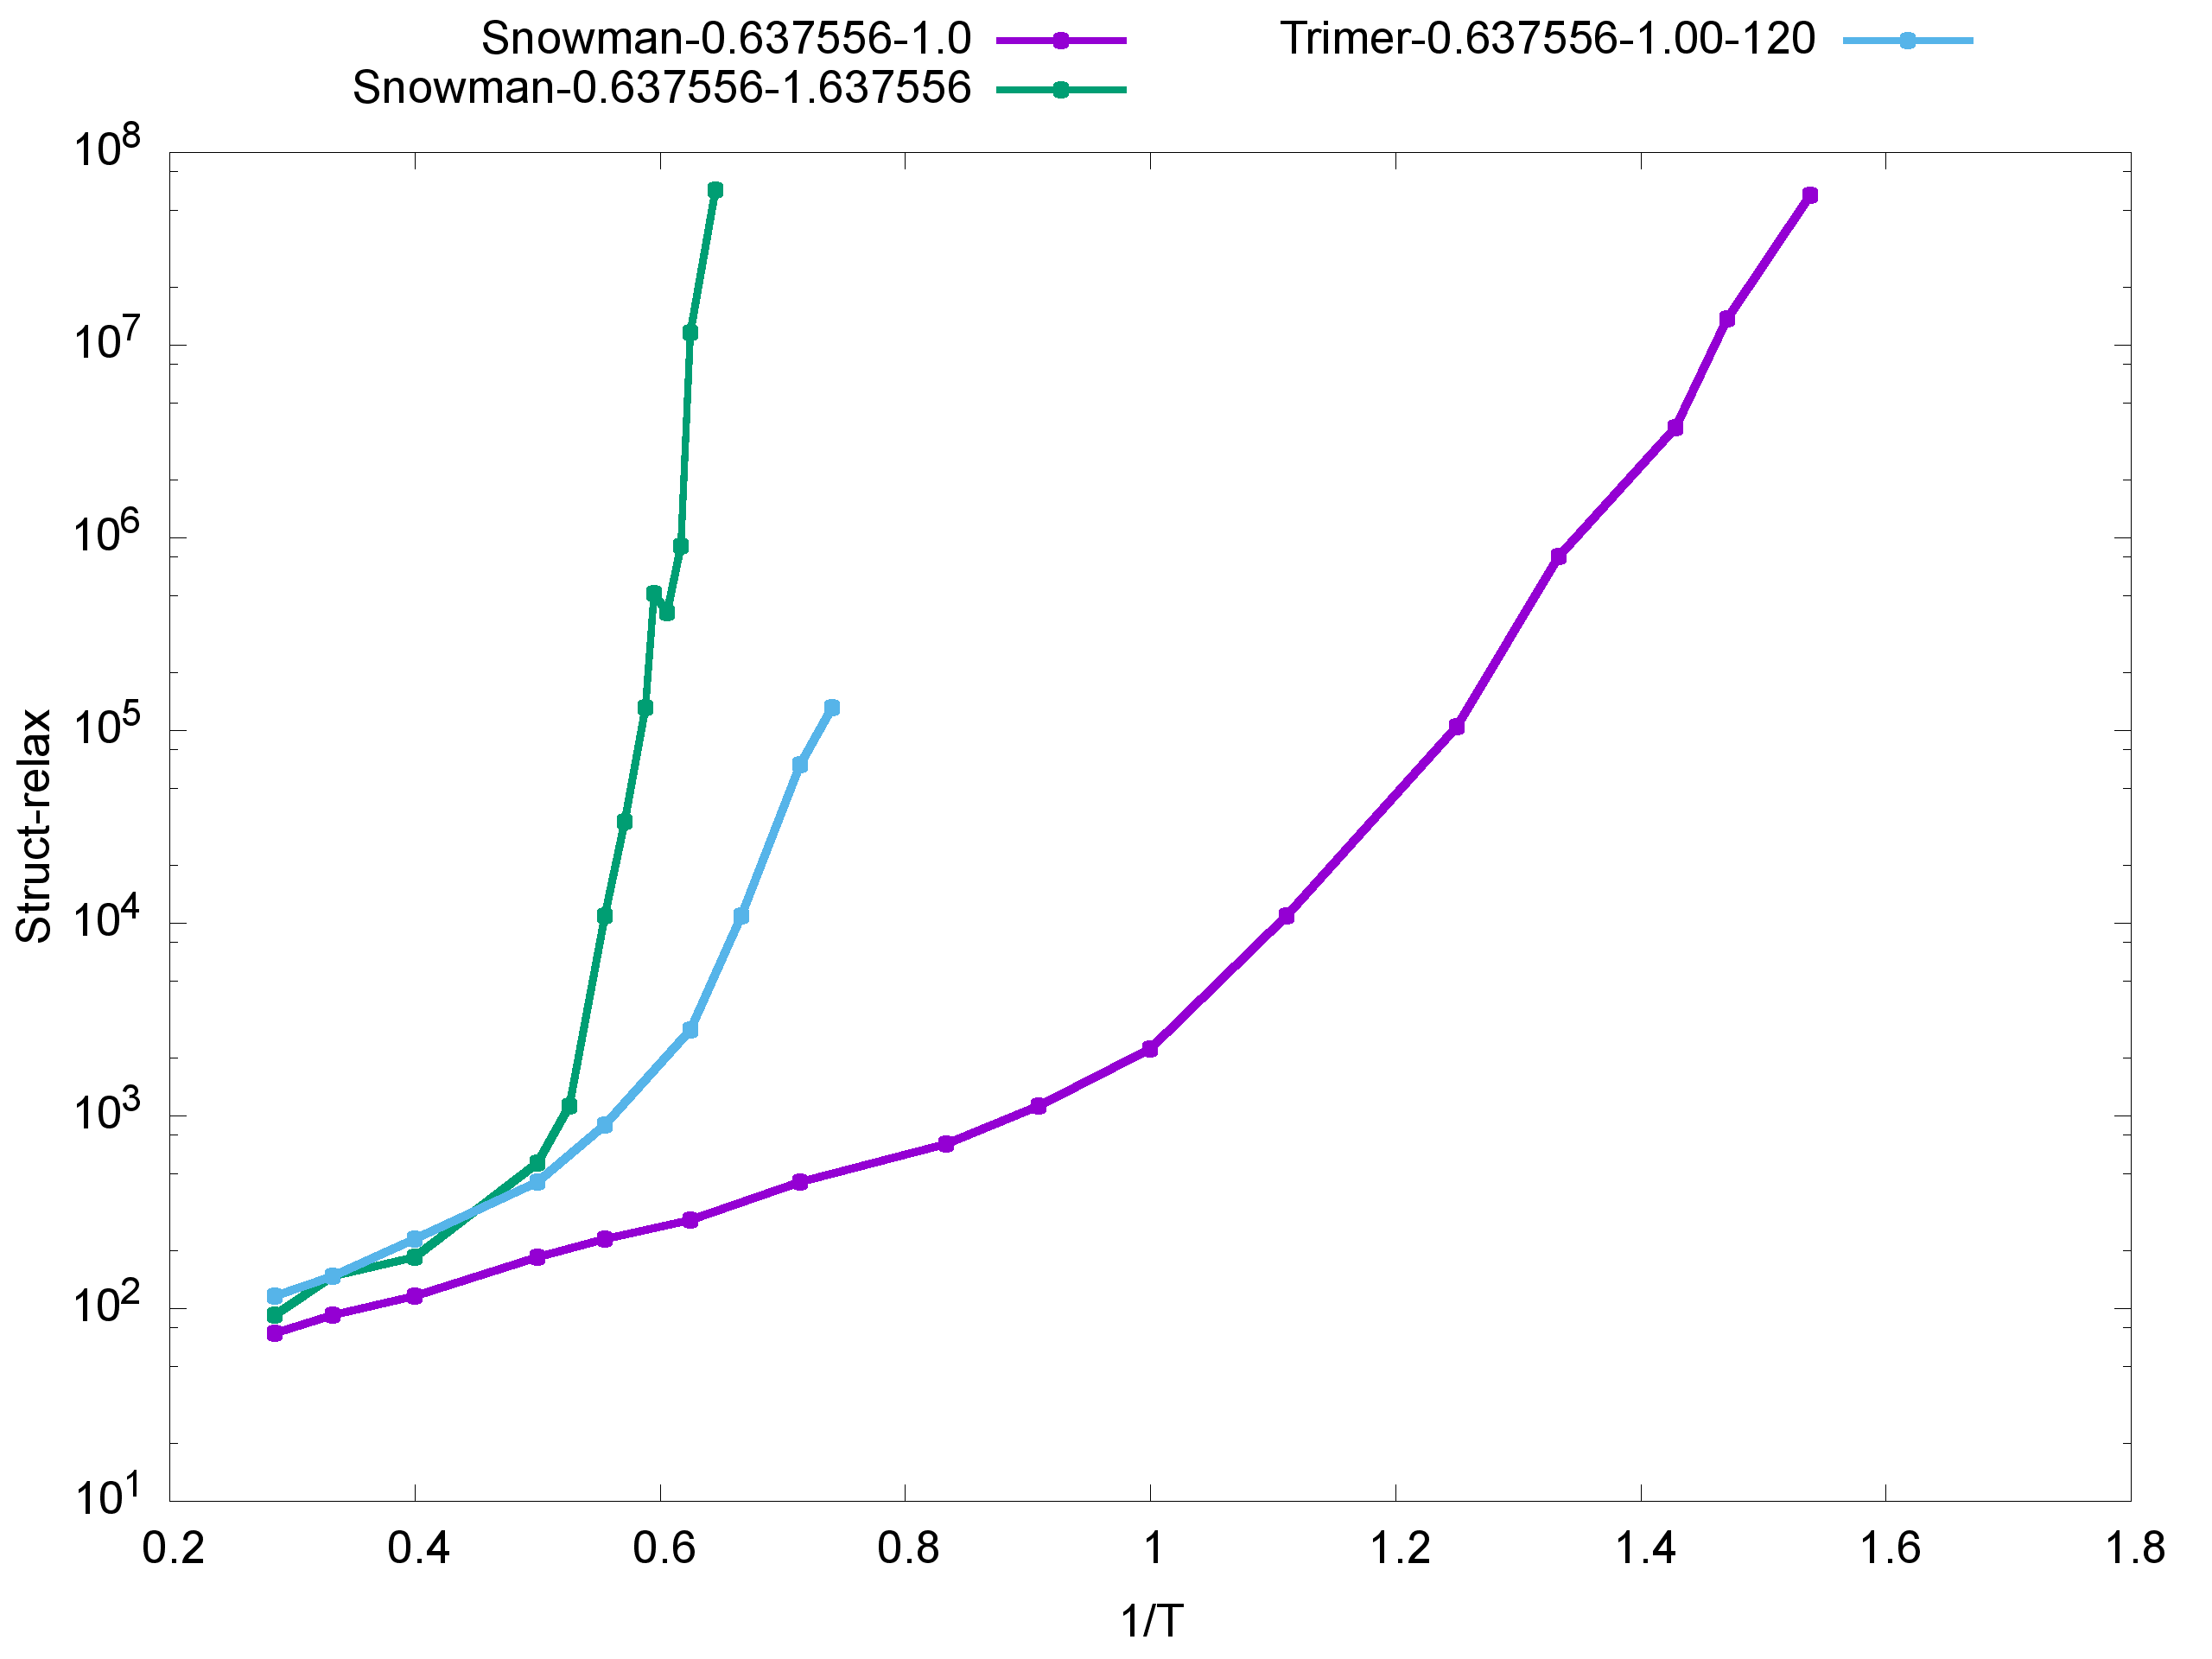 Snowman-0.637556-1.0
Trimer-0.637556-1.00-120
Snowman-0.637556-1.637556
10^8
10^7
10^6
10^5
10^4
10^3
10^2
10^1
Struct-relax
0.2 0.4 0.6 0.8 1 1.2 1.4 1.6 1.8
1/T